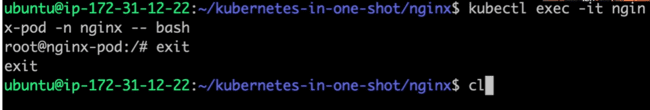 ubuntu@ip-172-31-12-22:~/kubernetes-in-one-shot/nginx$ kubectl exec -it ngin
x-pod -n nginx -- bash
root@nginx-pod:/# exit
exit
ubuntu@ip-172-31-12-22:~/kubernetes-in-one-shot/nginx$ cl